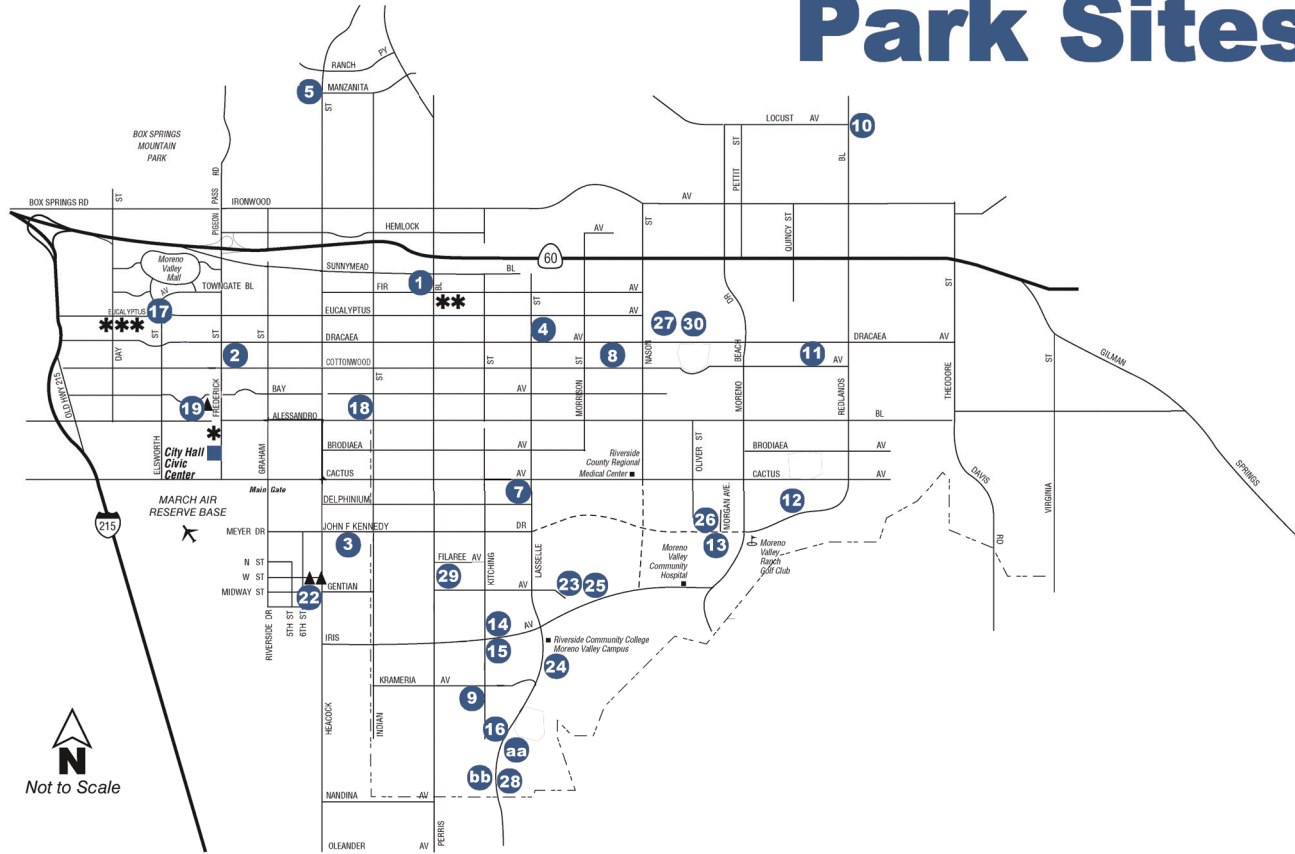 Park Sites
RANCH
PY
5
MANZANITA
ST
BOX SPRINGS
MOUNTAIN
PARK
LOCUST AV
10
BL
PETTIT ST
BOX SPRINGS RD
ST
PIGEON PASS RD
IRONWOOD
AV
HEMLOCK
AV
ST
QUINCY ST
60
Moreno
Valley
Mall
SUNNYMEAD
BL
TOWNGATE BL
AV
FIR
1
BL
AV
ST
DR
ST
EUCALYPTUS
17
EUCALYPTUS
**
AV
***
ST
ST
DRACAEA
4
AV
27
30
DRACAEA
AV
DAY
2
COTTONWOOD
ST
ST
8
NASON
BEACH
11
AV
ST
GILMAN
OLD HWY 215
FREDERICK
BAY
ST
AV
MORRISON
MORENO
REDLANDS
THEODORE
19
18
ALESSANDRO
BL
*
City Hall
Civic
Center
ELSWORTH
GRAHAM
BRODIAEA
AV
OLIVER ST
BRODIAEA
AV
Riverside
County Regional
Medical Center
CACTUS
AV
CACTUS
AV
DAVIS
SPRINGS
Main Gate
7
MARCH AIR
RESERVE BASE
DELPHINIUM
MORGAN AVE.
12
VIRGINIA
215
MEYER DR
JOHN F KENNEDY
DR
26
RD
3
13
Moreno
Valley
Ranch
Golf Club
N ST
FILAREE AV
KITCHING
LASSELLE
Moreno
Valley
Community
Hospital
W ST
29
MIDWAY ST
22
GENTIAN
AV
23
25
RIVERSIDE DR
5TH ST
6TH ST
14
AV
IRIS
15
Riverside Community College
Moreno Valley Campus
24
KRAMERIA AV
9
HEACOCK
INDIAN
16
aa
N
Not to Scale
bb
28
NANDINA
AV
PERRIS
OLEANDER
AV